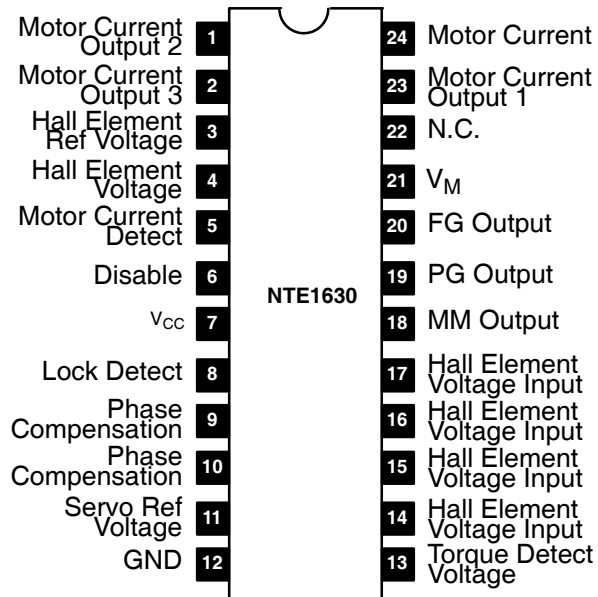 Motor Current
Output 2
1
24
Motor Current
Motor Current
Output 3
2
23
Motor Current
Output 1
Hall Element
Ref Voltage
3
22
N.C.
Hall Element
Voltage
4
21
VM
Motor Current
Detect
5
20
FG Output
Disable
6
19
PG Output
NTE1630
VCC
7
18
MM Output
Lock Detect
8
17
Hall Element
Voltage Input
Phase
Compensation
9
16
Hall Element
Voltage Input
Phase
Compensation
10
15
Hall Element
Voltage Input
Servo Ref
Voltage
11
14
Hall Element
Voltage Input
GND
12
13
Torque Detect
Voltage